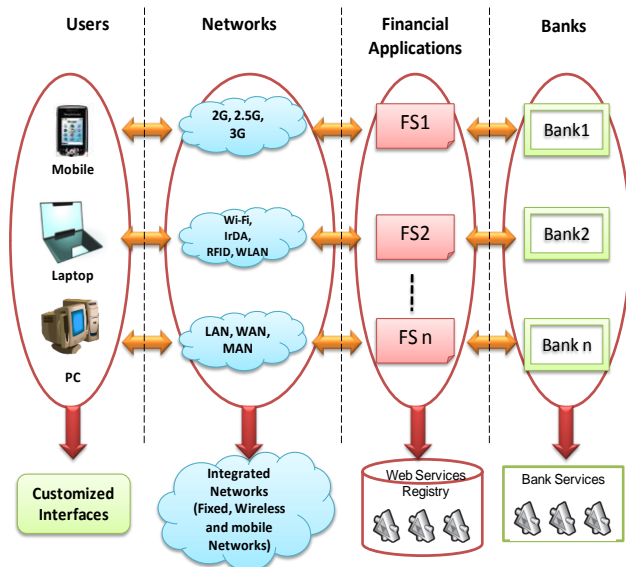 Users
Networks
Financial
Applications
Banks
Mobile
2G, 2.5G,
3G
FS1
Bank1
Laptop
Wi-Fi,
IrDA,
RFID, WLAN
FS2
Bank2
PC
LAN, WAN,
MAN
FS n
Bank n
Customized
Interfaces
Integrated
Networks
(Fixed, Wireless
and mobile
Networks)
Web Services
Registry
Bank Services